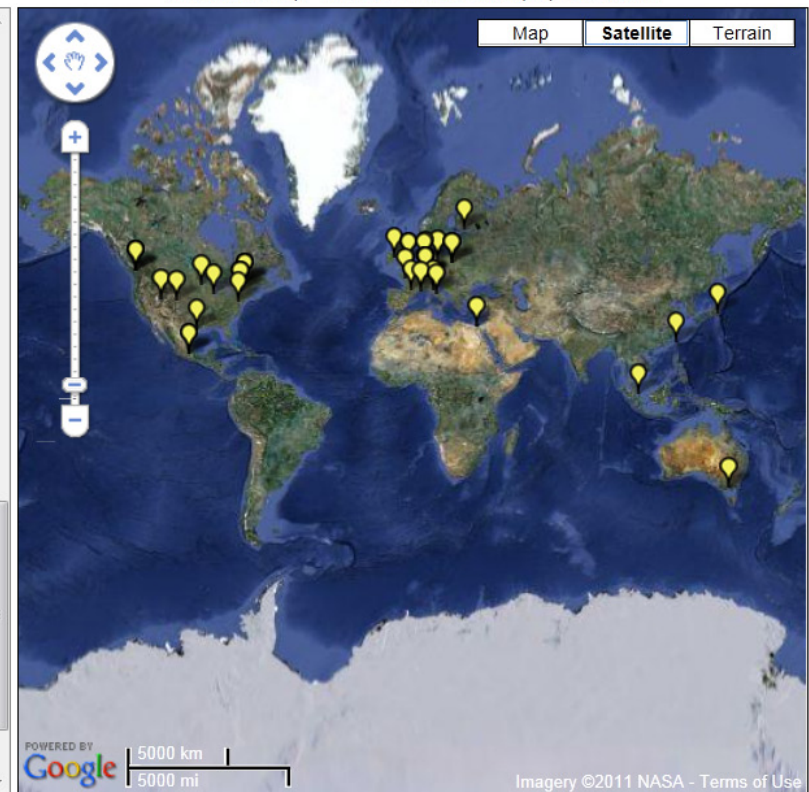 Map
Satellite
Terrain
POWERED BY
Google
5000 km
5000 mi
Imagery ©2011 NASA - Terms of Use